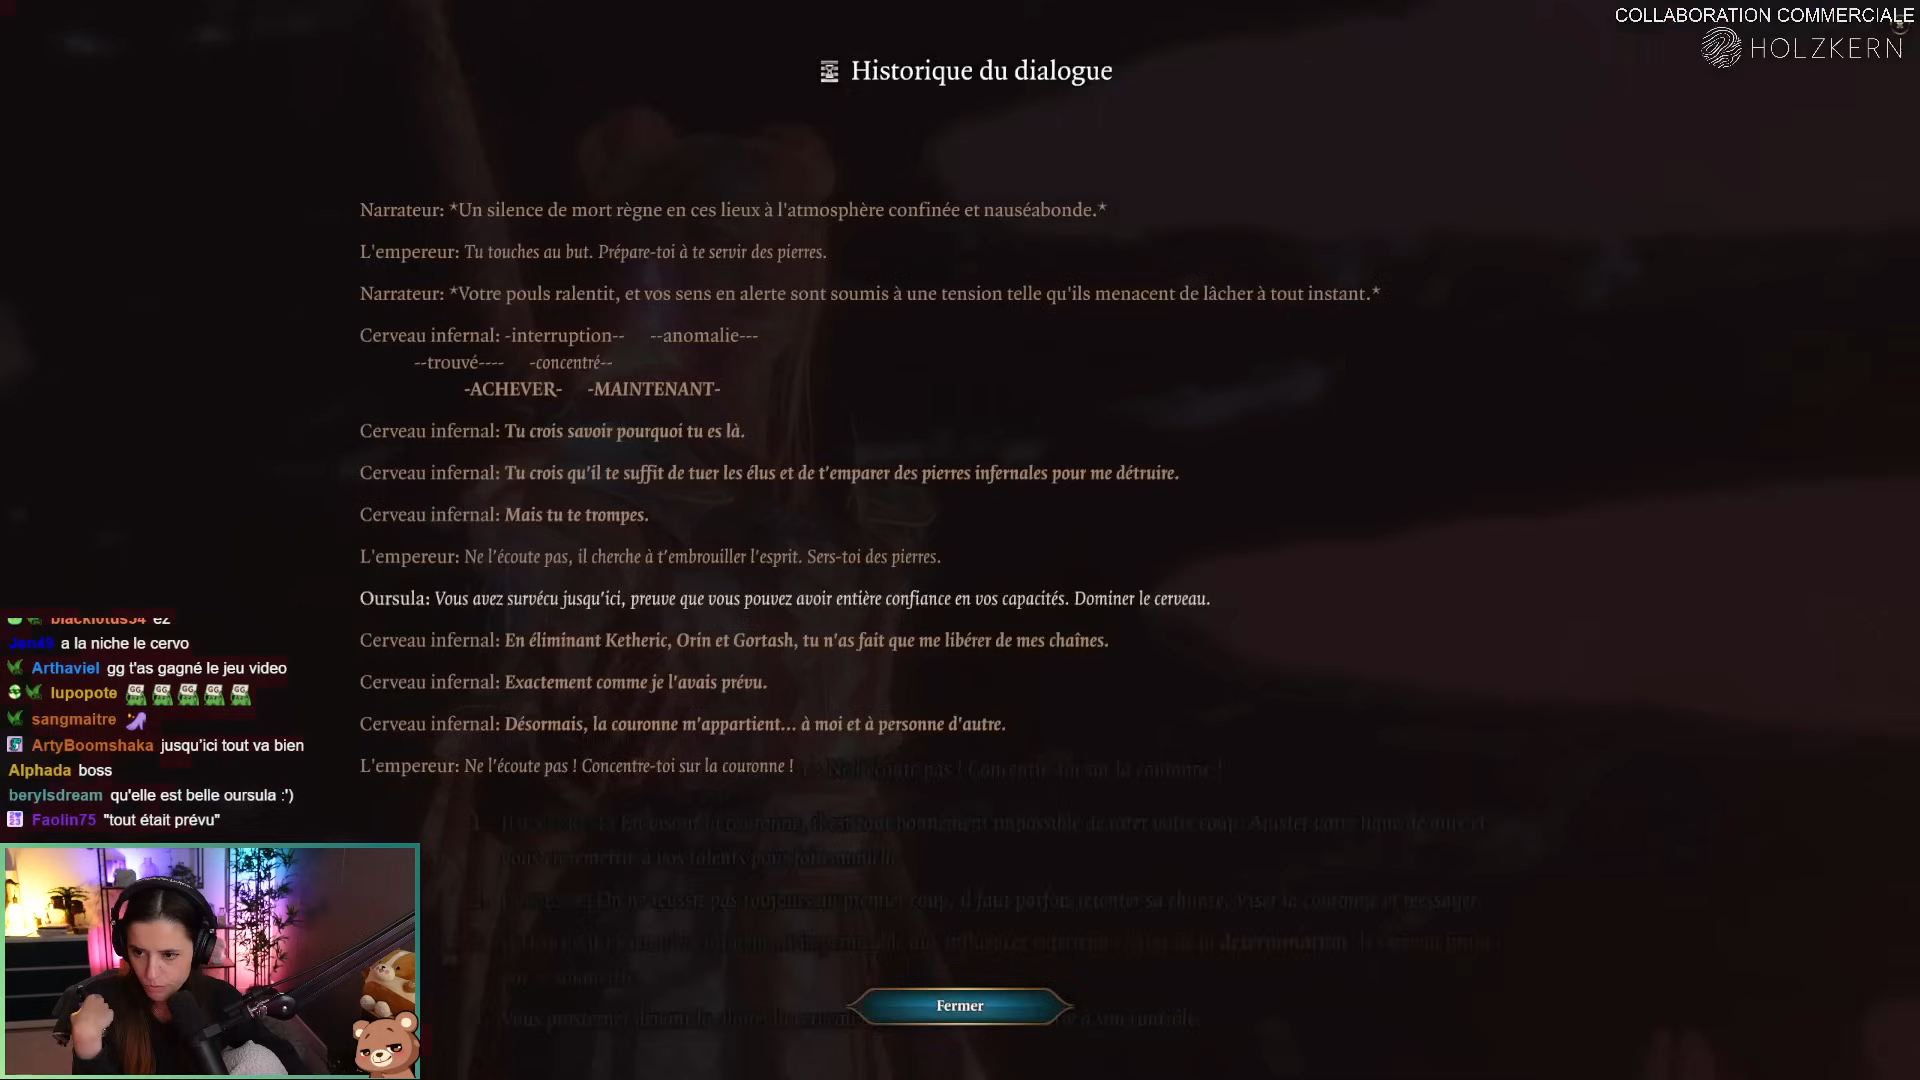 COLLABORATION COMMERCIALE
HOLZKERN
Historique du dialogue
Narrateur: *Un silence de mort règne en ces lieux à l'atmosphère confinée et nauséabonde.*
L'empereur: Tu touches au but. Prépare-toi à te servir des pierres.
Narrateur: *Votre pouls ralentit, et vos sens en alerte sont soumis à une tension telle qu'ils menacent de lâcher à tout instant.*
Cerveau infernal: -interruption-- --anomalie---
--trouvé---- -concentré--
-ACHEVER- -MAINTENANT-
Cerveau infernal: Tu crois savoir pourquoi tu es là.
Cerveau infernal: Tu crois qu'il te suffit de tuer les élus et de t'emparer des pierres infernales pour me détruire.
Cerveau infernal: Mais tu te trompes.
L'empereur: Ne l'écoute pas, il cherche à t'embrouiller l'esprit. Sers-toi des pierres.
Oursula: Vous avez survécu jusqu'ici, preuve que vous pouvez avoir entière confiance en vos capacités. Dominer le cerveau.
Cerveau infernal: En éliminant Ketheric, Orin et Gortash, tu n'as fait que me libérer de mes chaînes.
Cerveau infernal: Exactement comme je l'avais prévu.
Cerveau infernal: Désormais, la couronne m'appartient... à moi et à personne d'autre.
L'empereur: Ne l'écoute pas ! Concentre-toi sur la couronne !
blacklotus54 ez
Jen49 a la niche le cervo
Arthaviel gg t'as gagné le jeu video
lupopote GG GG GG GG GG
sangmaitre
ArtyBoomshaka jusqu'ici tout va bien
Alphada boss
berylsdream qu'elle est belle oursula :')
Faolin75 "tout était prévu"
Fermer